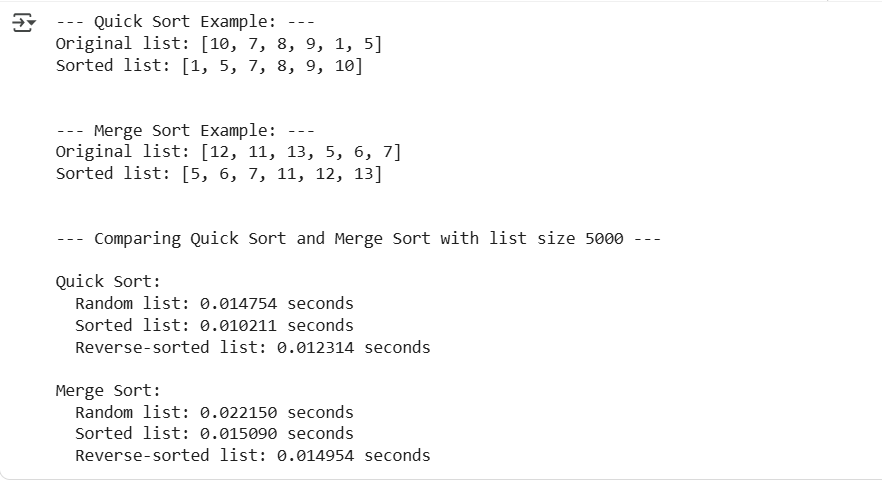 --- Quick Sort Example: ---
Original list: [10, 7, 8, 9, 1, 5]
Sorted list: [1, 5, 7, 8, 9, 10]
--- Merge Sort Example: ---
Original list: [12, 11, 13, 5, 6, 7]
Sorted list: [5, 6, 7, 11, 12, 13]
--- Comparing Quick Sort and Merge Sort with list size 5000 ---
Quick Sort:
  Random list: 0.014754 seconds
  Sorted list: 0.010211 seconds
  Reverse-sorted list: 0.012314 seconds
Merge Sort:
  Random list: 0.022150 seconds
  Sorted list: 0.015090 seconds
  Reverse-sorted list: 0.014954 seconds